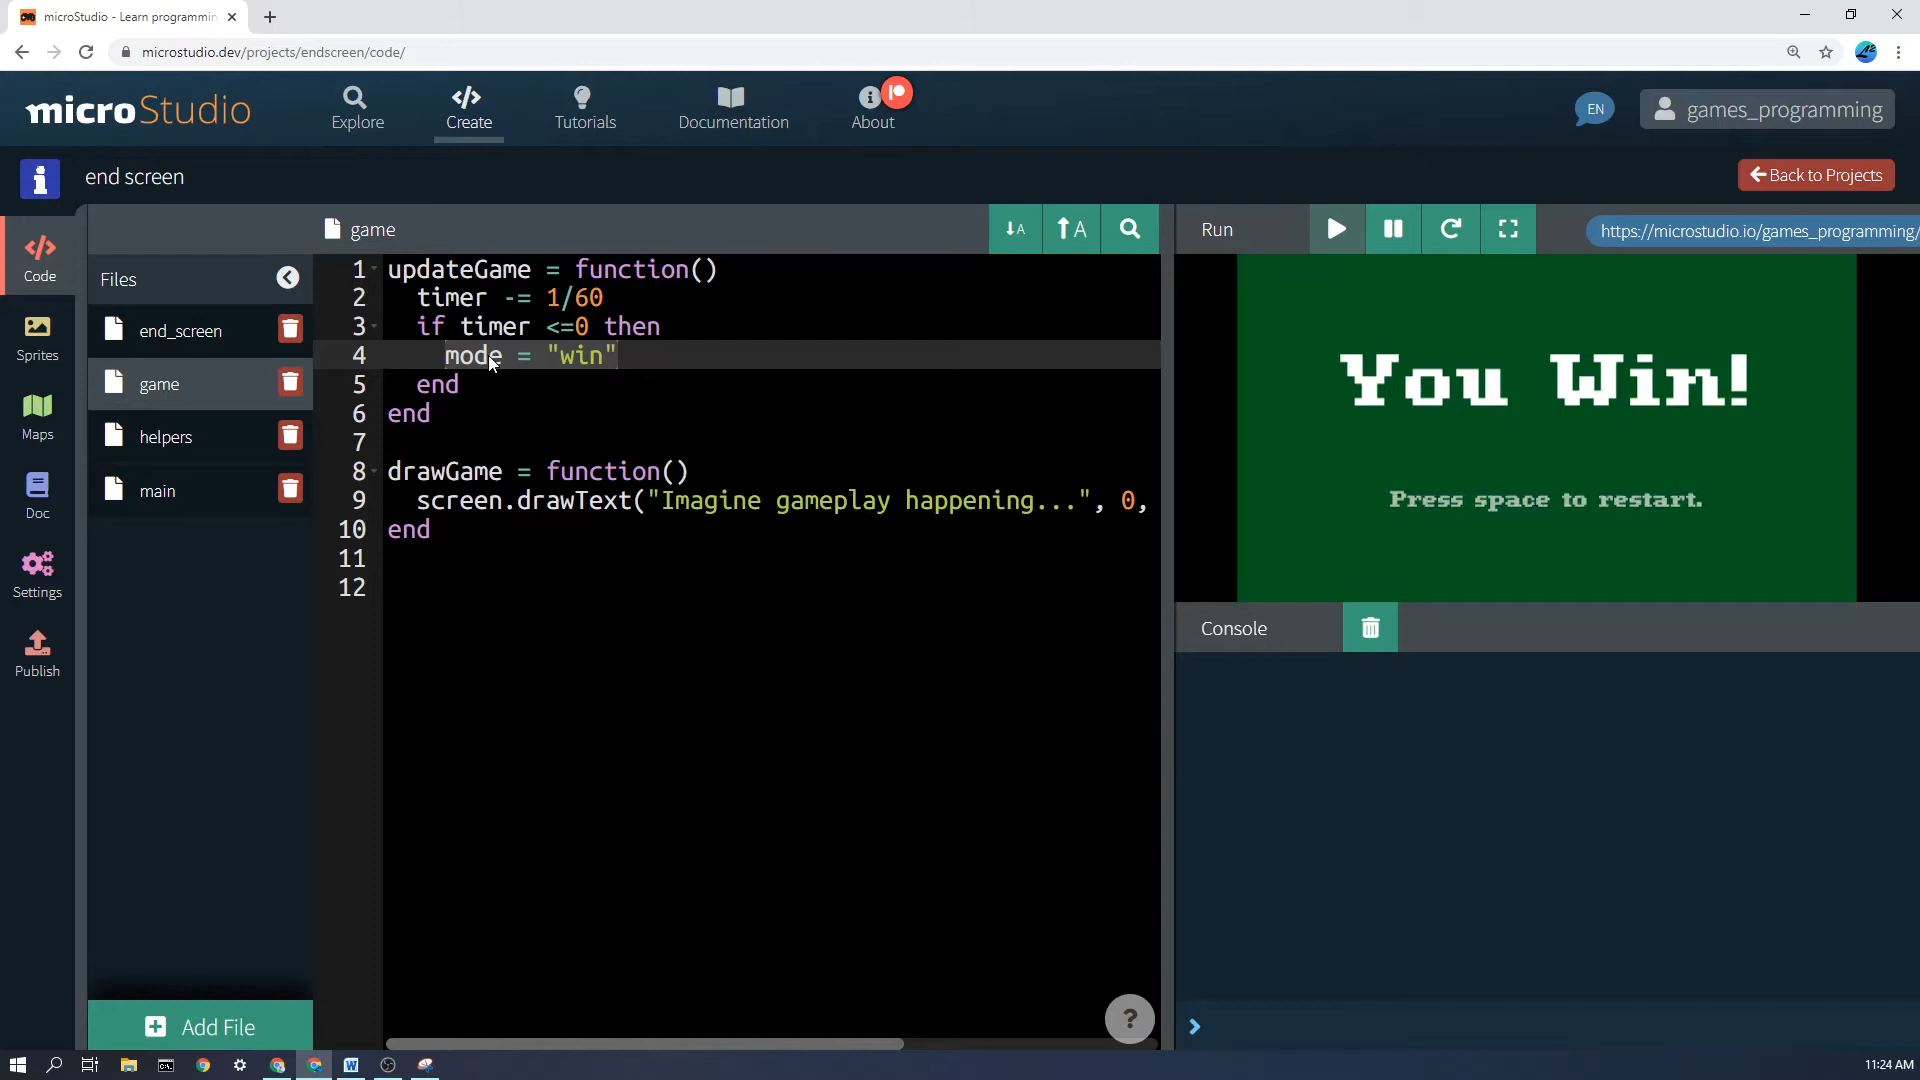 microStudio - Learn programmin
microstudio.dev/projects/endscreen/code/
microStudio
Explore
Create
Tutorials
Documentation
About
EN
games_programming
end screen
Back to Projects
Code
Sprites
Maps
Doc
Settings
Publish
Files
end_screen
game
helpers
main
Add File
game
A
A
1 updateGame = function()
2 timer -= 1/60
3 if timer <=0 then
4 mode = "win"
5 end
6 end
7
8 drawGame = function()
9 screen.drawText("Imagine gameplay happening...", 0,
10 end
11
12
?
Run
https://microstudio.io/games_programming/
You Win!
Press space to restart.
Console
11:24 AM